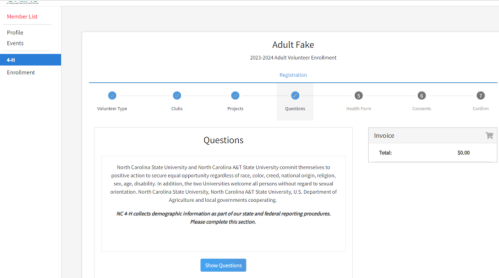 Member List
Profile
Events
4-H
Enrollment
Adult Fake
2023-2024 Adult Volunteer Enrollment
Registration
Volunteer Type
Clubs
Projects
Questions
5
Health Form
6
Consents
7
Confirm
Questions
North Carolina State University and North Carolina A&T State University commit themselves to
positive action to secure equal opportunity regardless of race, color, creed, national origin, religion,
sex, age, disability. In addition, the two Universities welcome all persons without regard to sexual
orientation. North Carolina State University, North Carolina A&T State University, U.S. Department of
Agriculture and local governments cooperating.
NC 4-H collects demographic information as part of our state and federal reporting procedures.
Please complete this section.
Show Questions
Invoice
Total:
$0.00